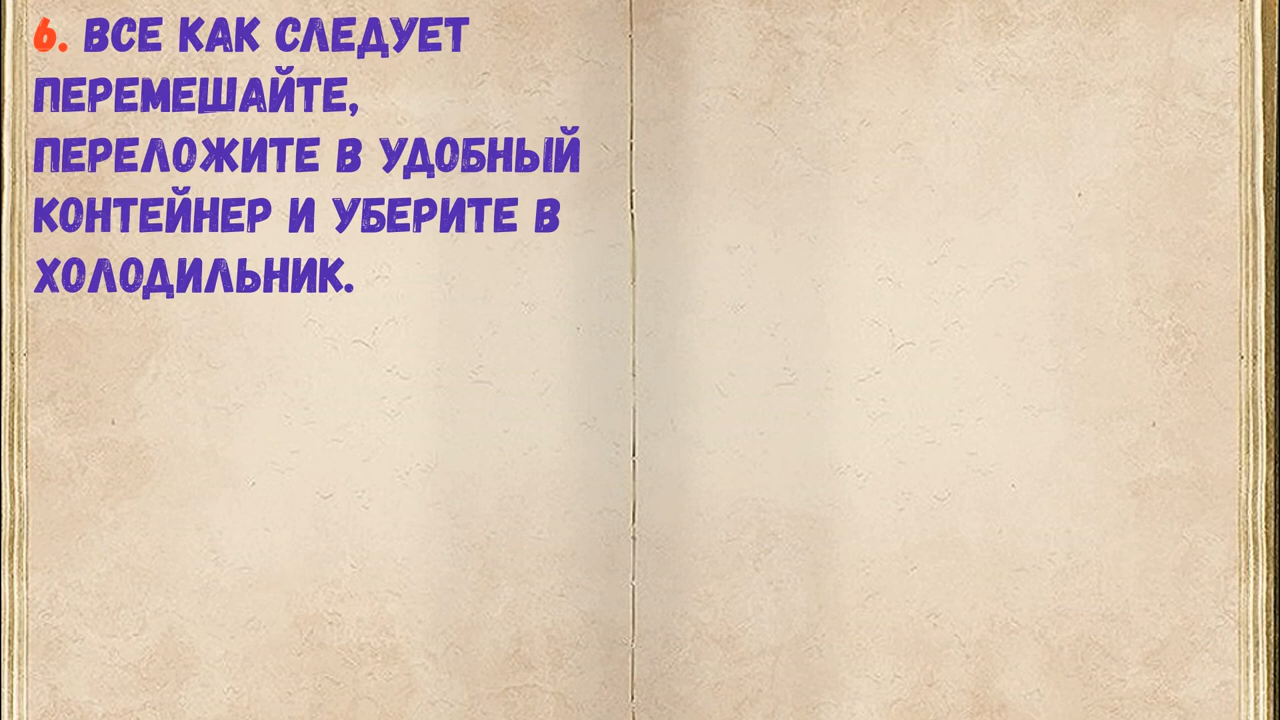 6. ВСЕ КАК СЛЕДУЕТ
ПЕРЕМЕШАЙТЕ,
ПЕРЕЛОЖИТЕ В УДОБНЫЙ
КОНТЕЙНЕР И УБЕРИТЕ В
ХОЛОДИЛЬНИК.